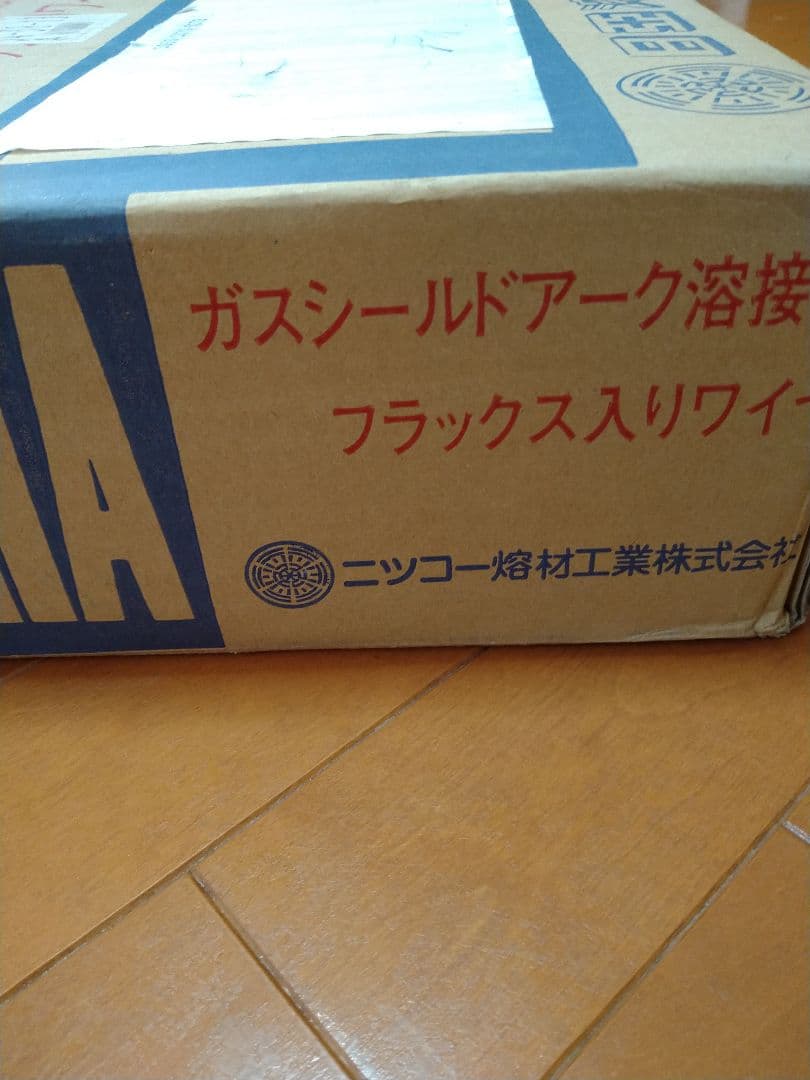 ガスシールドアーク溶接
フラックス入りワイ
ニツコー熔材工業株式会社